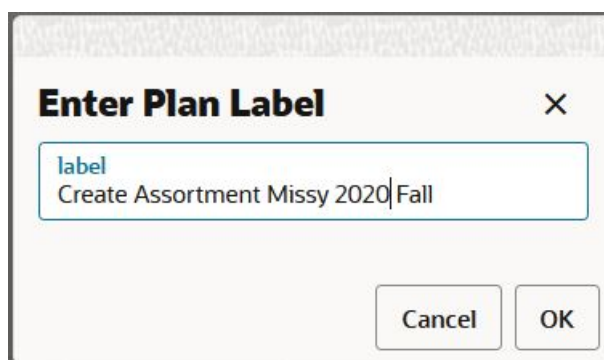 Enter Plan Label
label
Create Assortment Missy 2020 Fall
Cancel OK